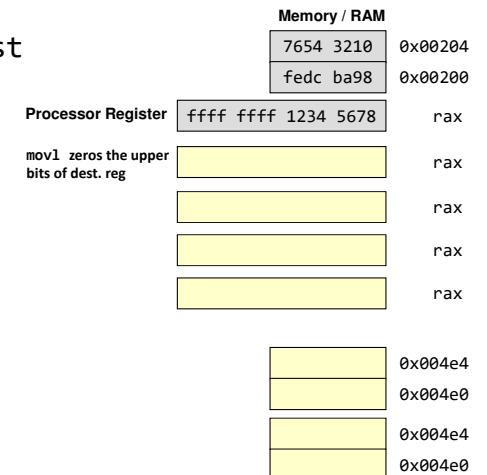 Memory / RAM
st
7654 3210 0x00204
fedc ba98 0x00200
Processor Register ffff ffff 1234 5678 rax
movl zeros the upper
bits of dest. reg
rax
rax
rax
rax
0x004e4
0x004e0
0x004e4
0x004e0